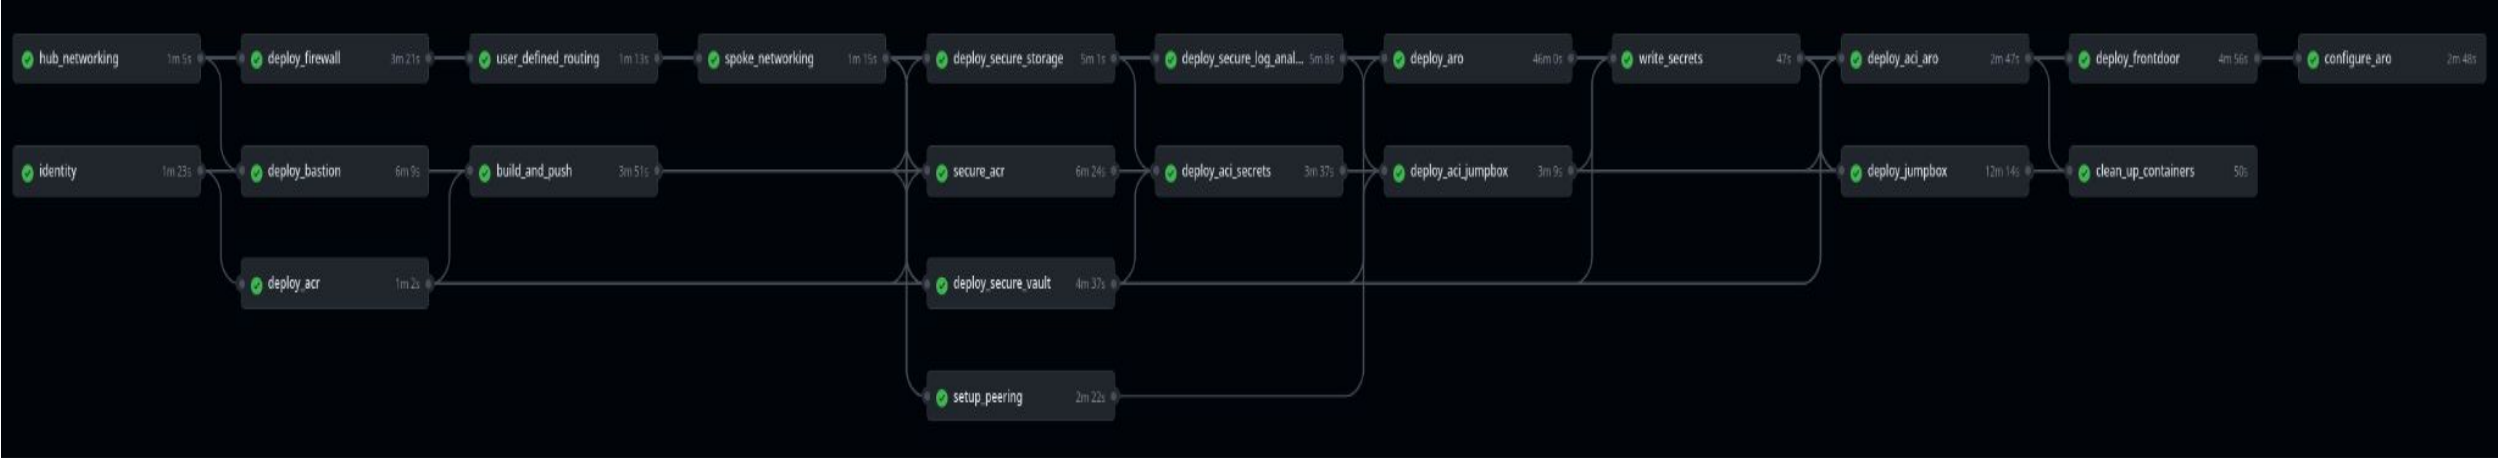 hub_networking 1m 5s deploy_firewall 3m 21s user_defined_routing 1m 13s spoke_networking 1m 15s deploy_secure_storage 5m 1s deploy_secure_log_anal... 5m 8s deploy_aro 46m 0s write_secrets 47s deploy_aci_aro 2m 47s deploy_frontdoor 4m 56s configure_aro 2m 48s
identity 1m 23s deploy_bastion 6m 9s build_and_push 3m 51s secure_acr 6m 24s deploy_aci_secrets 3m 37s deploy_aci_jumpbox 3m 9s deploy_jumpbox 12m 14s clean_up_containers 50s
deploy_acr 1m 2s deploy_secure_vault 4m 37s
setup_peering 2m 22s